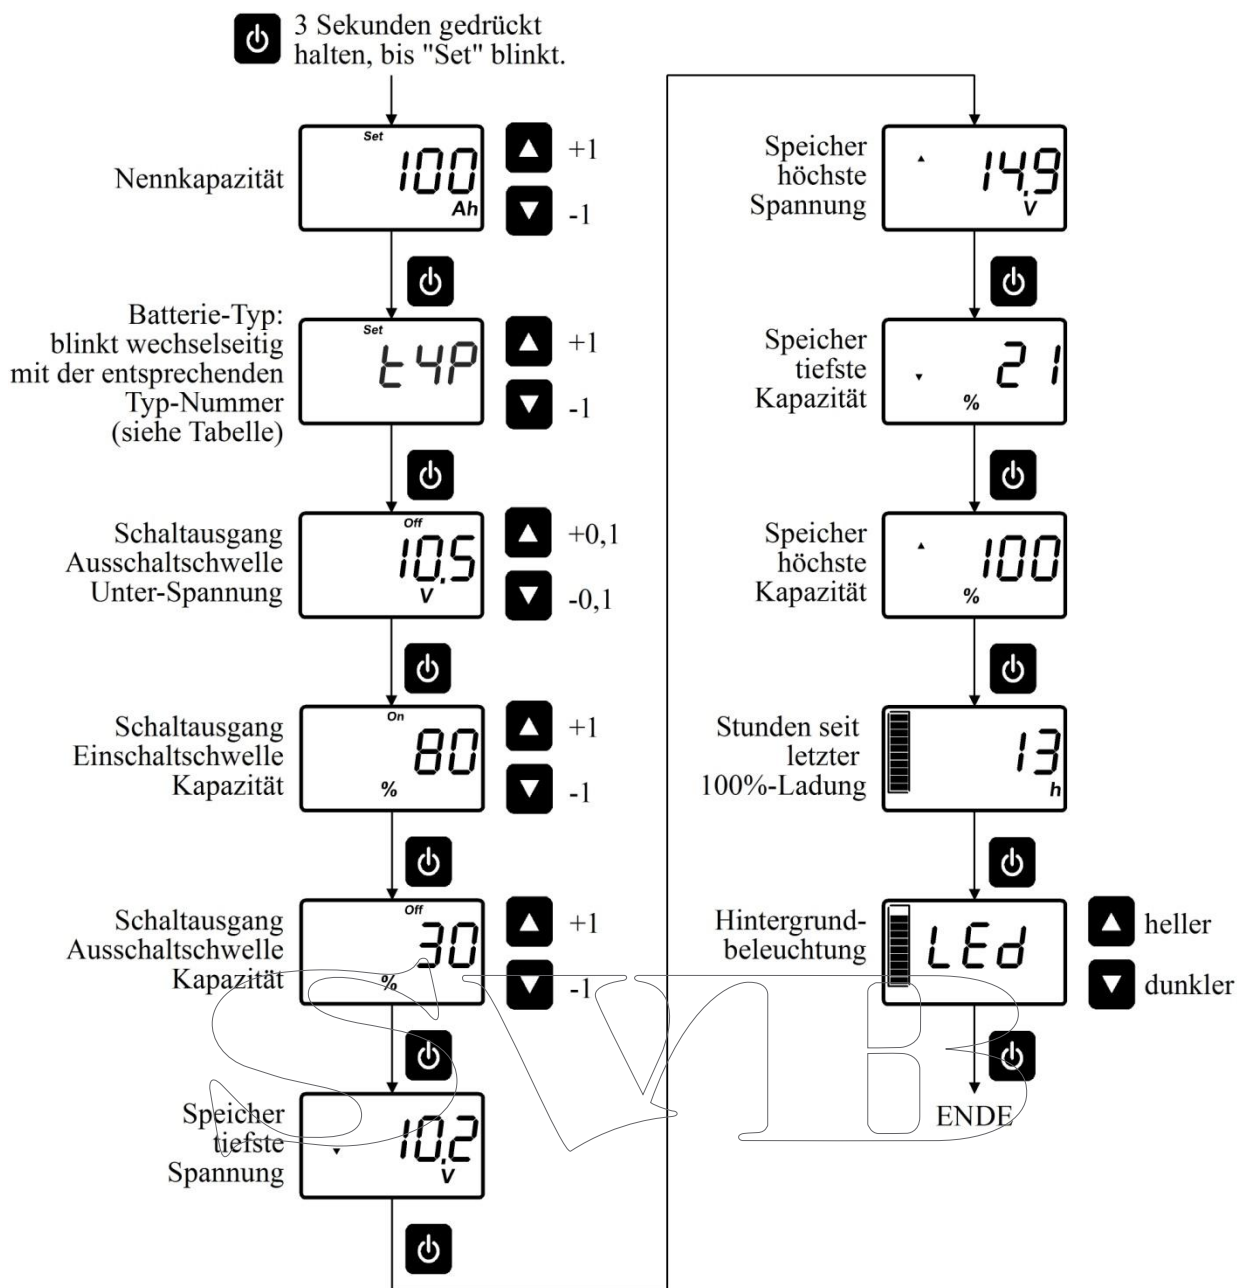 3 Sekunden gedrückt
halten, bis "Set" blinkt.
Nennkapazität
Set
100
Ah
+1
-1
Batterie-Typ:
blinkt wechselseitig
mit der entsprechenden
Typ-Nummer
(siehe Tabelle)
Set
tYP
+1
-1
Schaltausgang
Ausschaltschwelle
Unter-Spannung
Off
10.5
V
+0,1
-0,1
Schaltausgang
Einschaltschwelle
Kapazität
On
80
%
+1
-1
Schaltausgang
Ausschaltschwelle
Kapazität
Off
30
%
+1
-1
Speicher
tiefste
Spannung
10.2
V
Speicher
höchste
Spannung
14.9
V
Speicher
tiefste
Kapazität
21
%
Speicher
höchste
Kapazität
100
%
Stunden seit
letzter
100%-Ladung
13
h
Hintergrund-
beleuchtung
LEd
heller
dunkler
ENDE
SVB